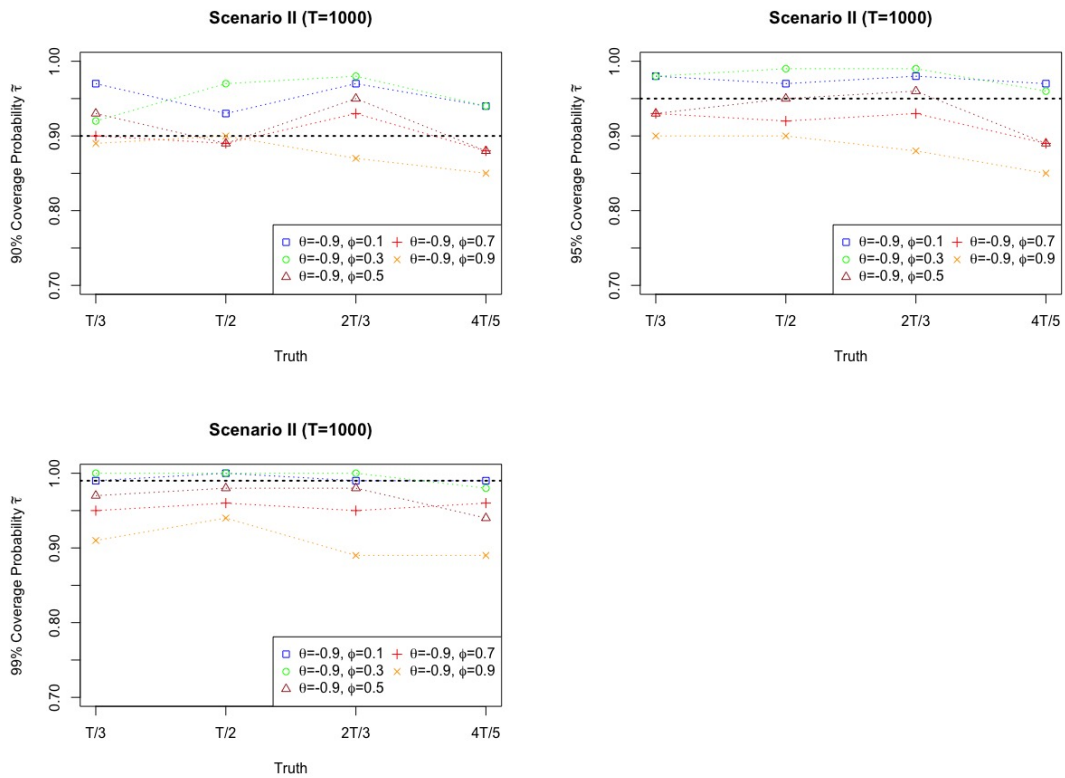 Scenario II (T=1000)
90% Coverage Probability τ̃
1.00
0.90
0.80
0.70
θ=-0.9, ϕ=0.1
θ=-0.9, ϕ=0.3
θ=-0.9, ϕ=0.5
θ=-0.9, ϕ=0.7
θ=-0.9, ϕ=0.9
T/3 T/2 2T/3 4T/5
Truth
Scenario II (T=1000)
95% Coverage Probability τ̃
1.00
0.90
0.80
0.70
θ=-0.9, ϕ=0.1
θ=-0.9, ϕ=0.3
θ=-0.9, ϕ=0.5
θ=-0.9, ϕ=0.7
θ=-0.9, ϕ=0.9
T/3 T/2 2T/3 4T/5
Truth
Scenario II (T=1000)
99% Coverage Probability τ̃
1.00
0.90
0.80
0.70
θ=-0.9, ϕ=0.1
θ=-0.9, ϕ=0.3
θ=-0.9, ϕ=0.5
θ=-0.9, ϕ=0.7
θ=-0.9, ϕ=0.9
T/3 T/2 2T/3 4T/5
Truth